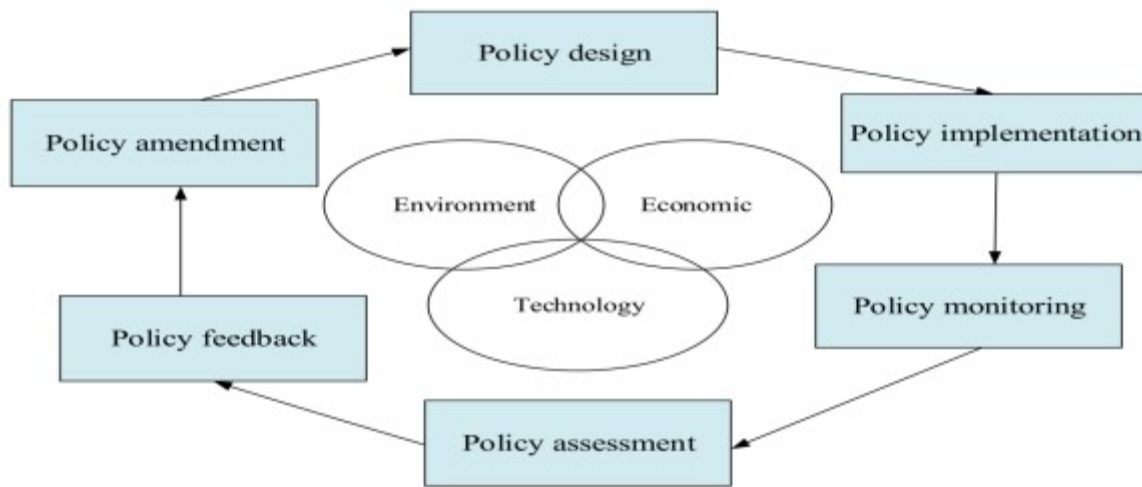 Policy design
Policy amendment
Policy implementation
Environment
Economic
Policy feedback
Technology
Policy monitoring
Policy assessment